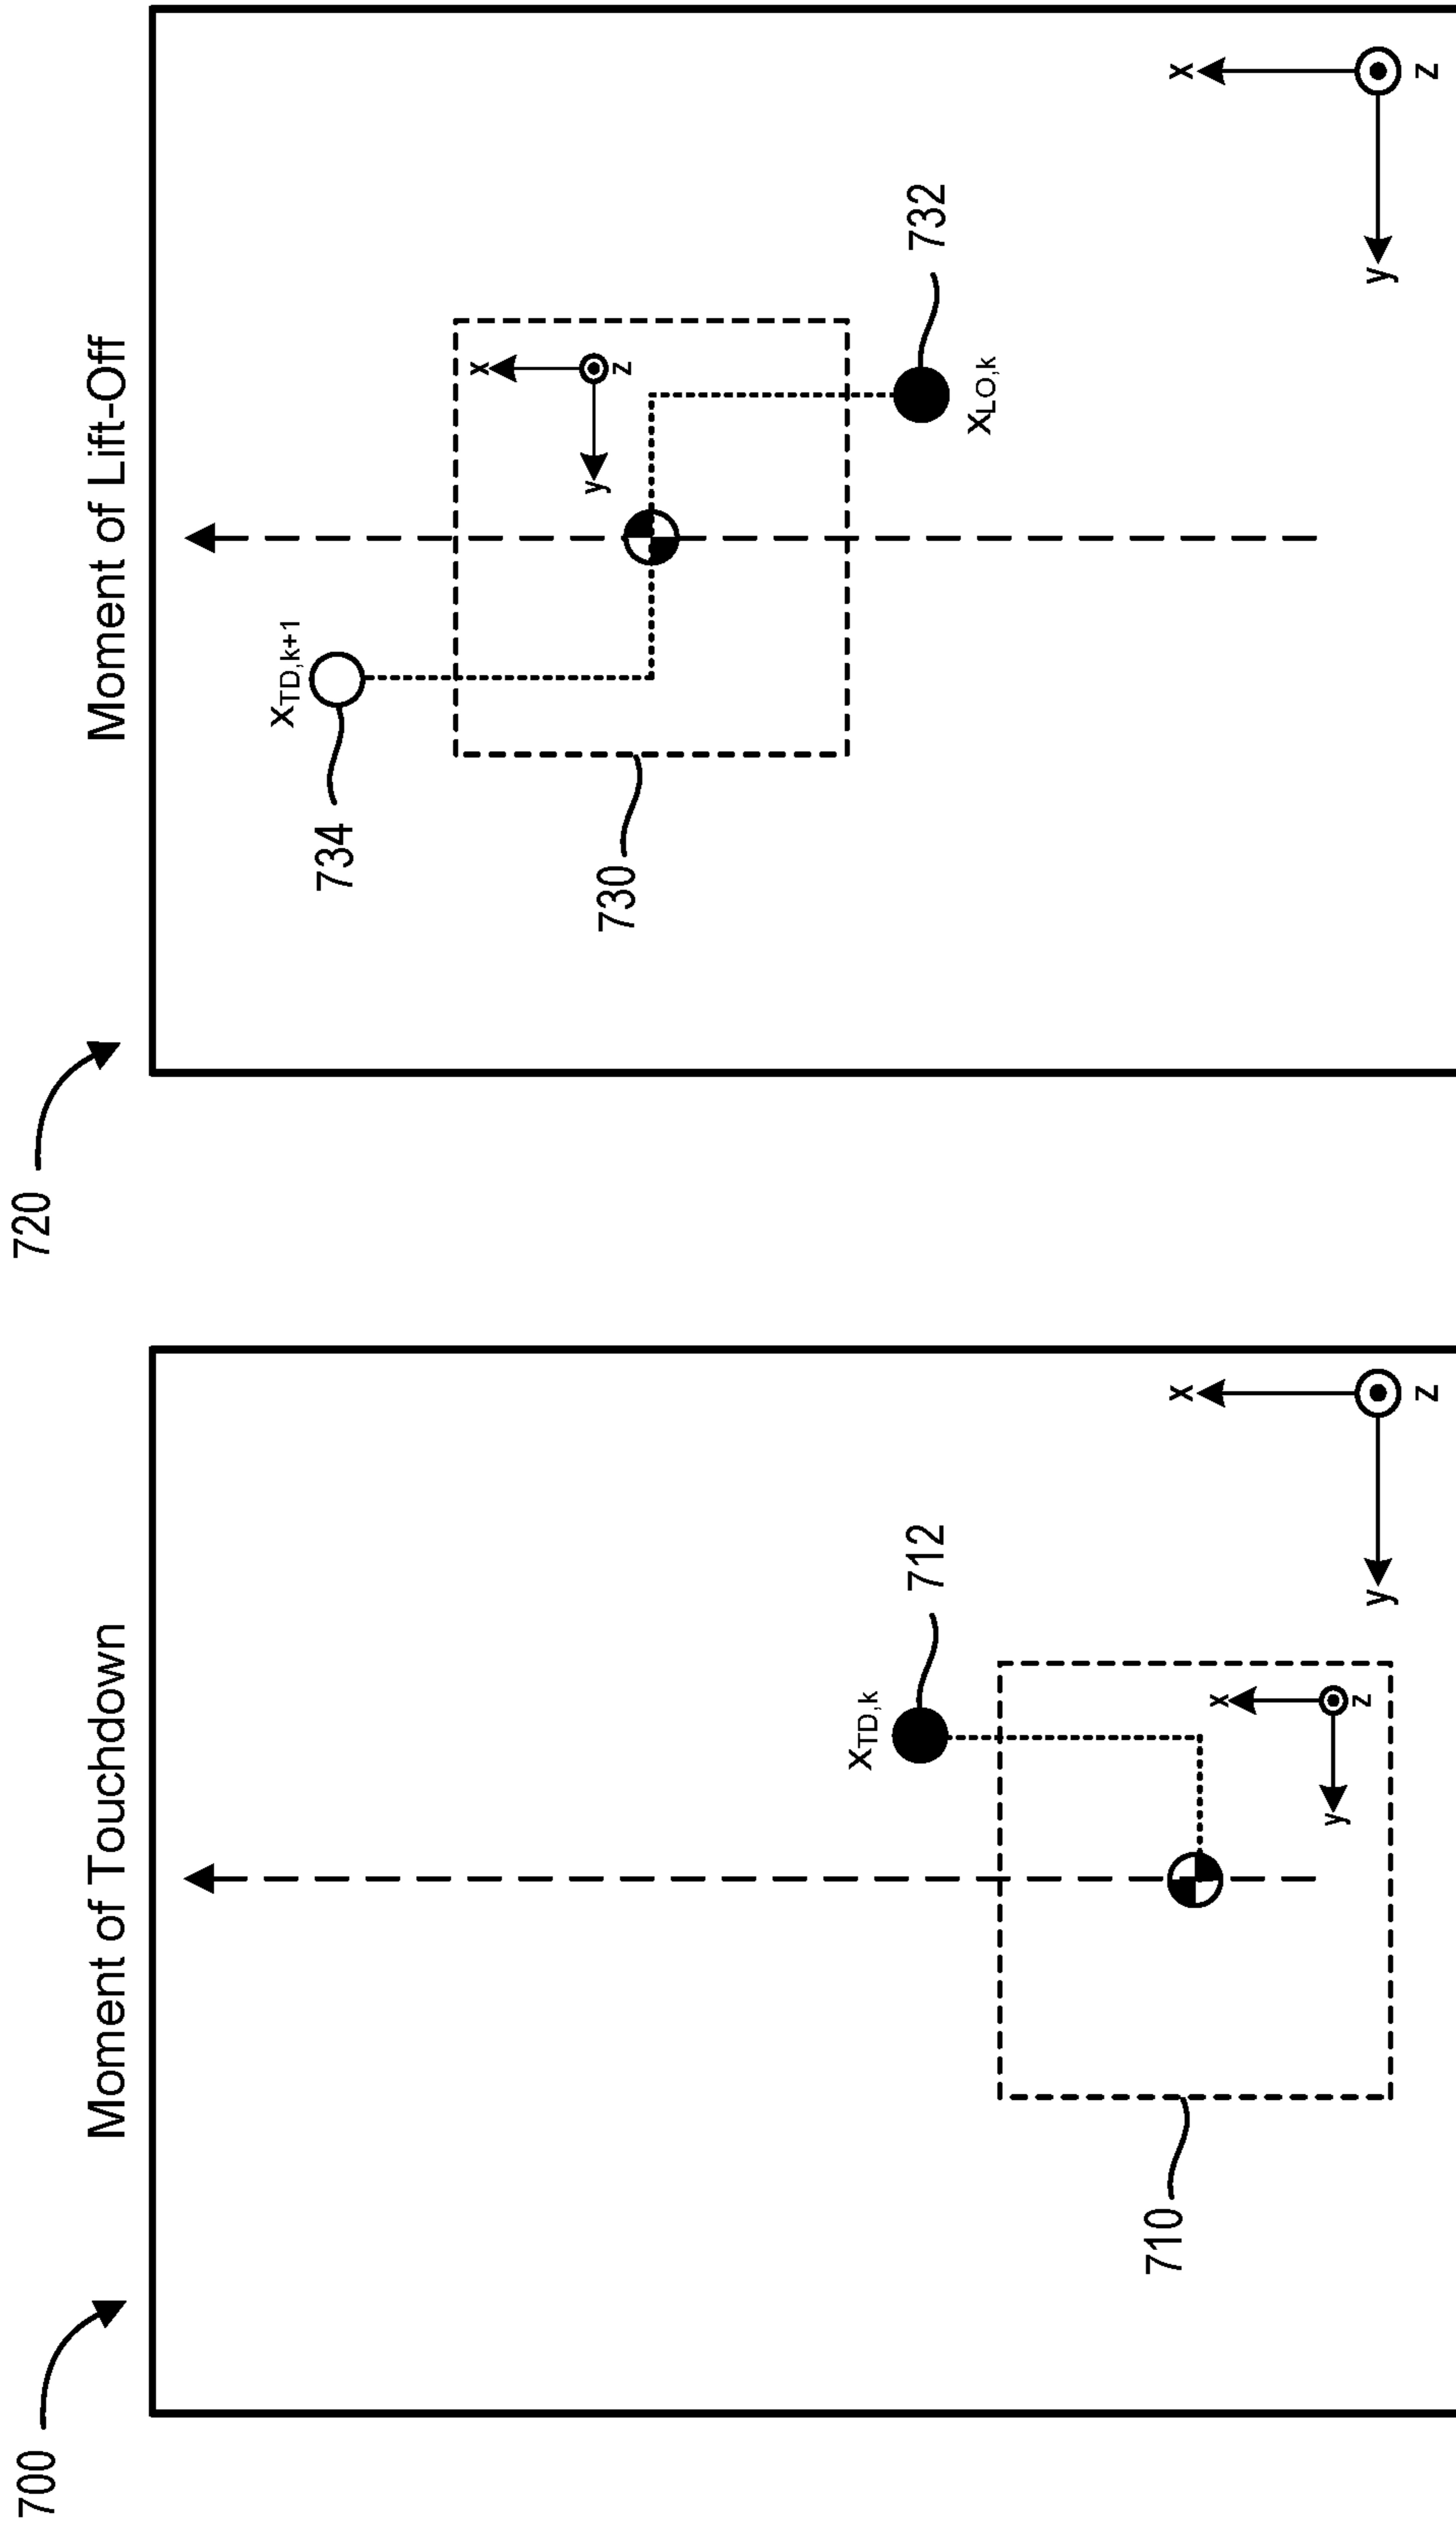 700
Moment of Touchdown
X_TD,k
712
710
x
y
z
x
y
z
720
Moment of Lift-Off
X_TD,k+1
734
730
x
y
z
732
X_LO,k
x
y
z